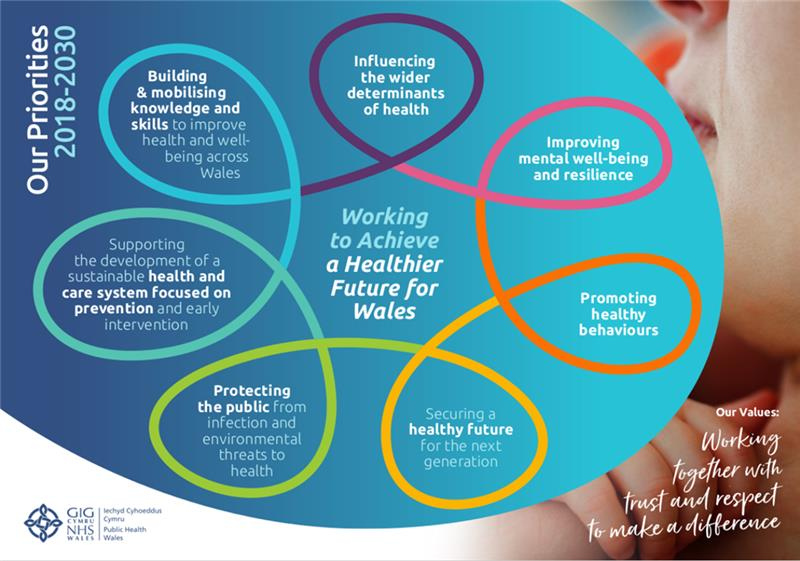 Our Priorities
2018-2030
Building
& mobilising
knowledge and
skills to improve
health and well-
being across
Wales
Influencing
the wider
determinants
of health
Improving
mental well-being
and resilience
Promoting
healthy
behaviours
Securing a
healthy future
for the next
generation
Protecting
the public from
infection and
environmental
threats to
health
Supporting
the development of a
sustainable health and
care system focused on
prevention and early
intervention
Working
to Achieve
a Healthier
Future for
Wales
Our Values:
Working
together with
trust and respect
to make a difference
GIG
CYMRU
NHS
WALES
Iechyd Cyhoeddus
Cymru
Public Health
Wales